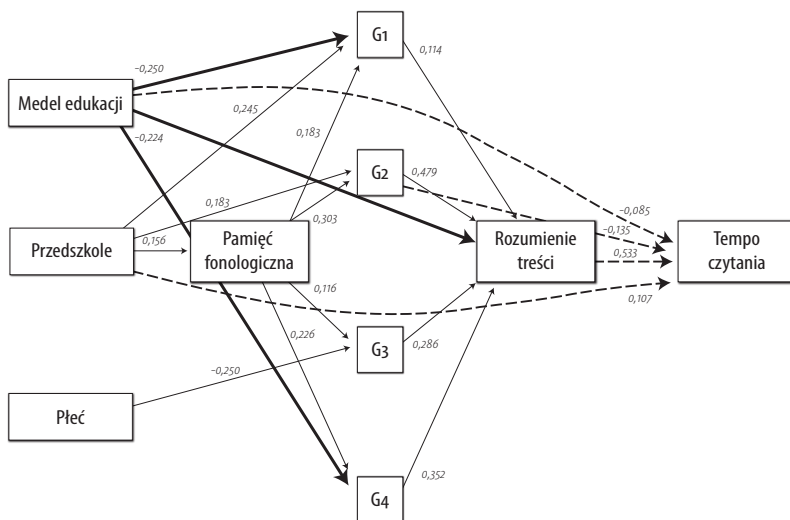 G1
-0,250
0,114
Medel edukacji
0,245
-0,224
0,183
G2
0,183
0,479
0,303
-0,085
-0,135
Przedszkole
0,156
Pamięć
fonologiczna
Rozumienie
treści
0,533
Tempo
czytania
0,116
0,107
0,226
G3
0,286
-0,250
Płeć
0,352
G4